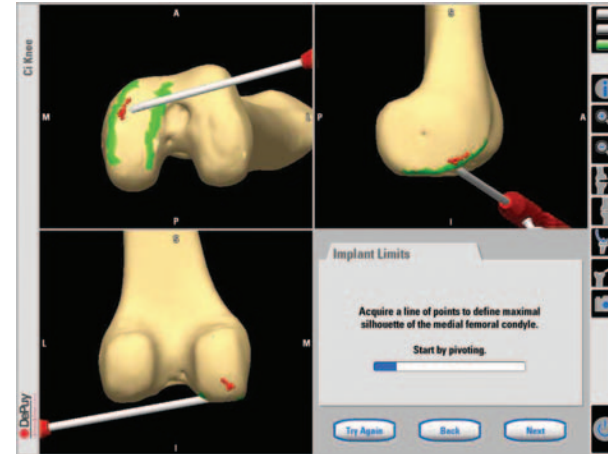 Ci Knee
A
M
L
P
S
P
A
I
S
L
M
I
DePuy
Implant Limits
Acquire a line of points to define maximal
silhouette of the medial femoral condyle.
Start by pivoting.
Try Again
Back
Next